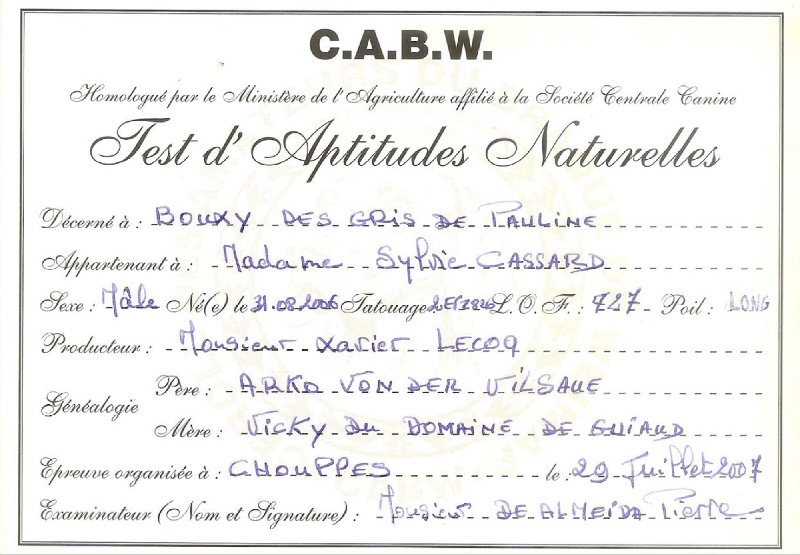 C.A.B.W.
Homologué par le Ministère de l'Agriculture affilié à la Société Centrale Canine
Test d'Aptitudes Naturelles
Décerné à : BOUXY DES GRIS DE PAULINE
Appartenant à : Madame Sylvie CASSARD
Sexe : Mâle Né(e) le 31.08.2006 Tatouage L.O.F. : 727 Poil : LONG
Producteur : Monsieur Xavier LECOQ
Généalogie
Père : ARKO VON DER VILSAUE
Mère : VICKY DU DOMAINE DE GUIAUD
Epreuve organisée à : CHOUPPES le : 29 Juillet 2007
Examinateur (Nom et Signature) : Monsieur DE ALMEIDA Pierre